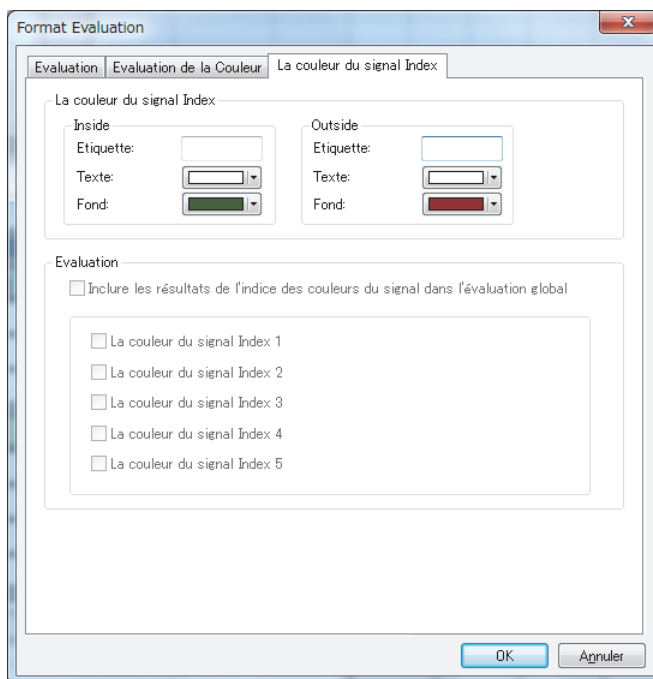 Format Evaluation
Evaluation Evaluation de la Couleur La couleur du signal Index
La couleur du signal Index
Inside Outside
Etiquette: Etiquette:
Texte: Texte:
Fond: Fond:
Evaluation
Inclure les résultats de l'indice des couleurs du signal dans l'évaluation global
La couleur du signal Index 1
La couleur du signal Index 2
La couleur du signal Index 3
La couleur du signal Index 4
La couleur du signal Index 5
OK Annuler